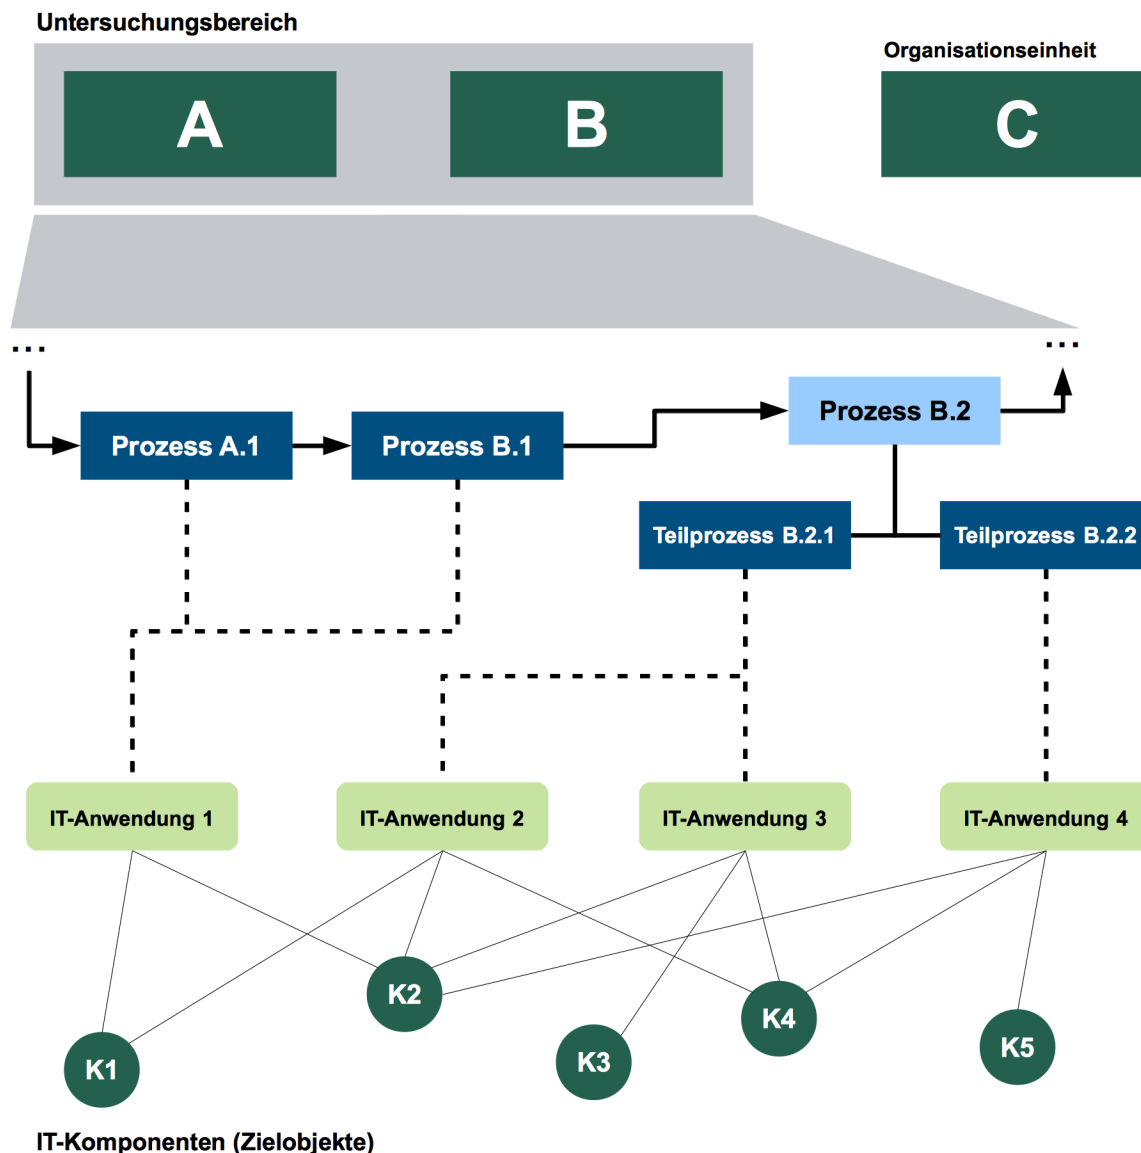 Untersuchungsbereich
Organisationseinheit
A
B
C
...
...
Prozess A.1
Prozess B.1
Prozess B.2
Teilprozess B.2.1
Teilprozess B.2.2
IT-Anwendung 1
IT-Anwendung 2
IT-Anwendung 3
IT-Anwendung 4
K1
K2
K3
K4
K5
IT-Komponenten (Zielobjekte)